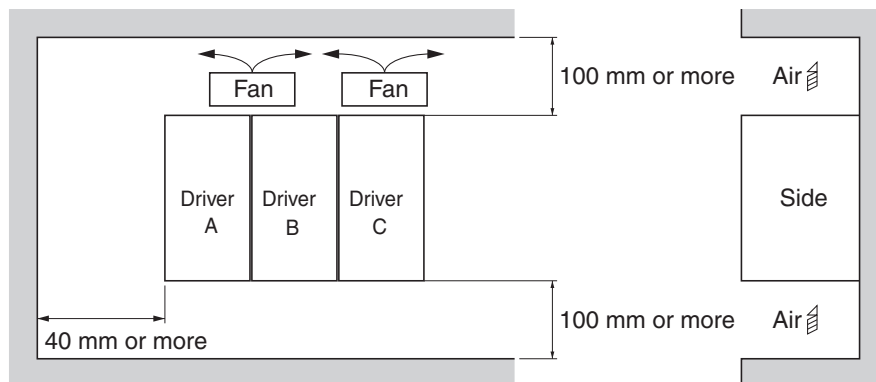 Fan
Fan
100 mm or more
Air
Driver
A
Driver
B
Driver
C
Side
40 mm or more
100 mm or more
Air